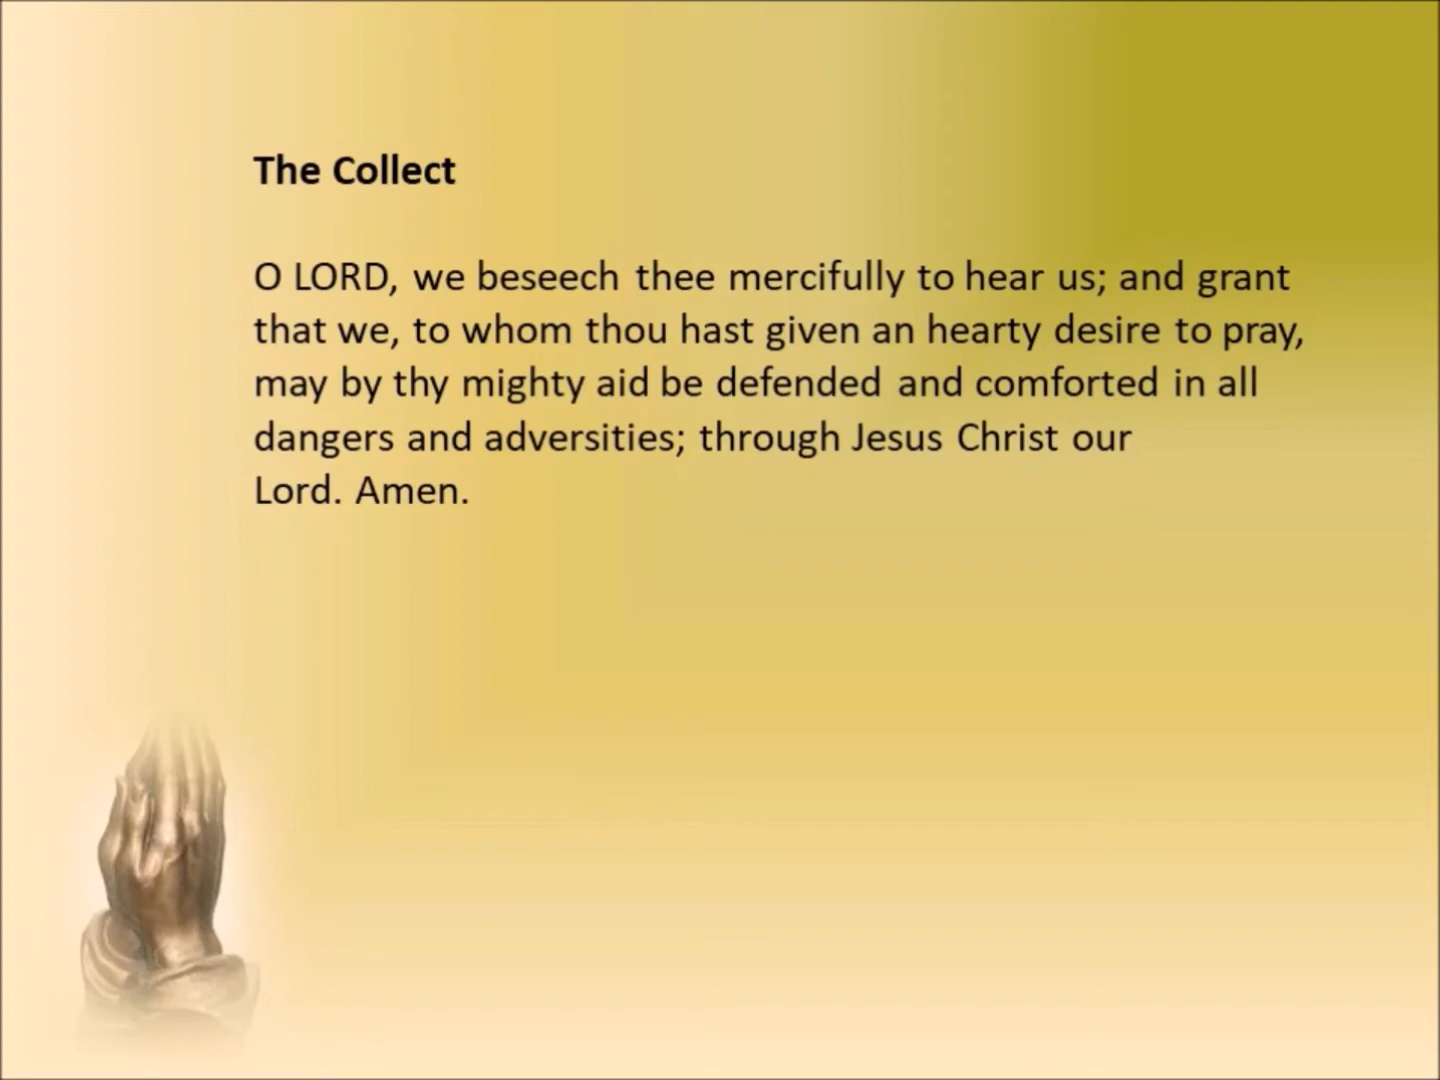 The Collect
O LORD, we beseech thee mercifully to hear us; and grant
that we, to whom thou hast given an hearty desire to pray,
may by thy mighty aid be defended and comforted in all
dangers and adversities; through Jesus Christ our
Lord. Amen.